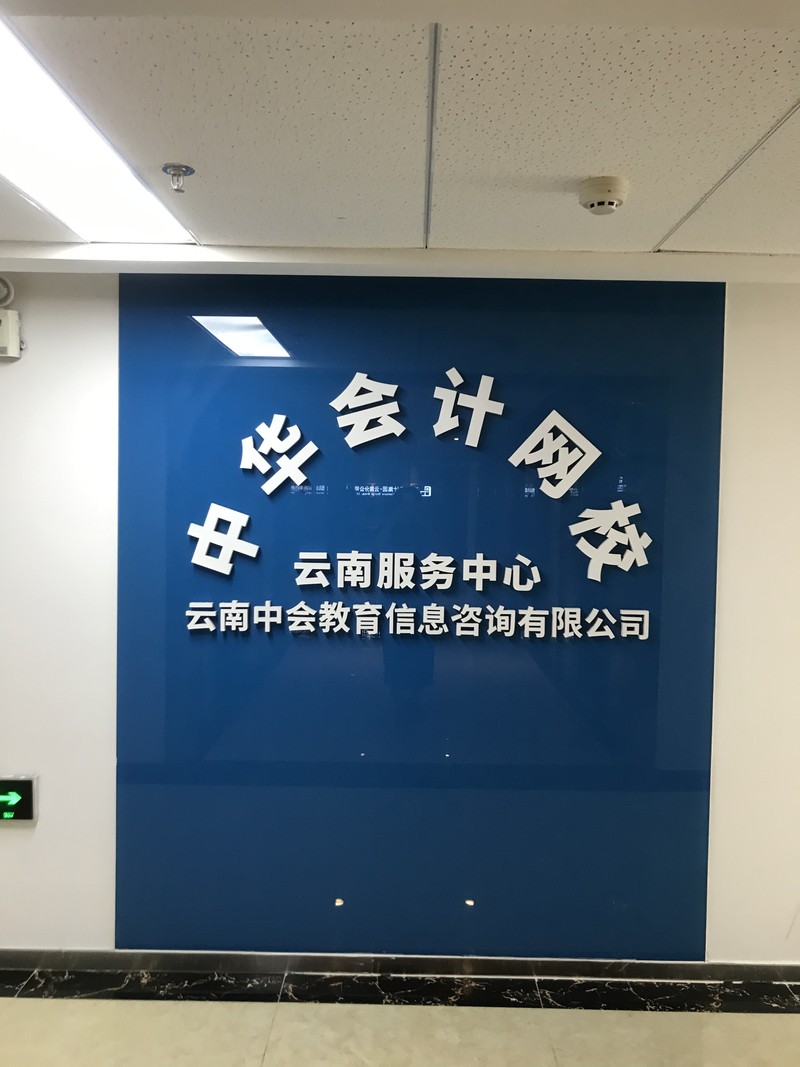 中华会计网校
云南服务中心
云南中会教育信息咨询有限公司